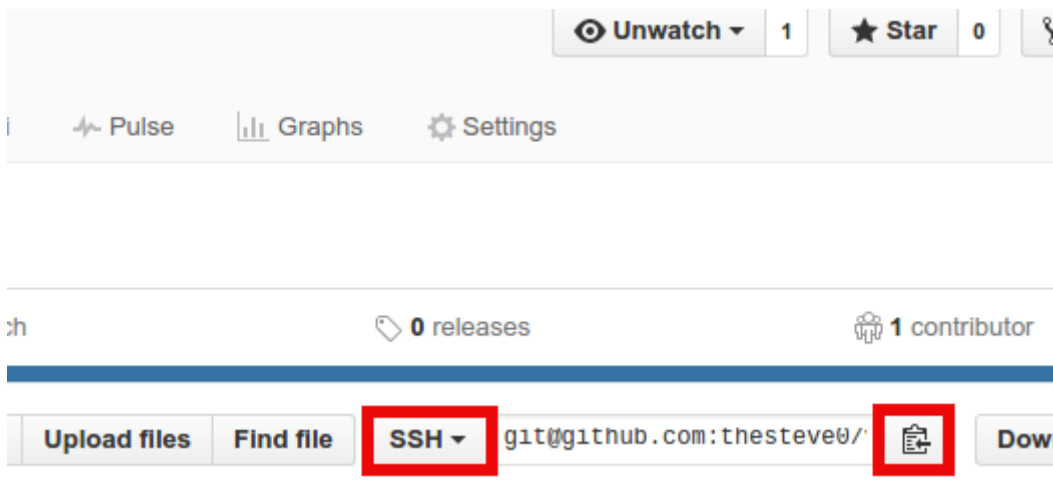 Unwatch 1 Star 0
Pulse Graphs Settings
0 releases 1 contributor
Upload files Find file SSH git@github.com:thesteve0/